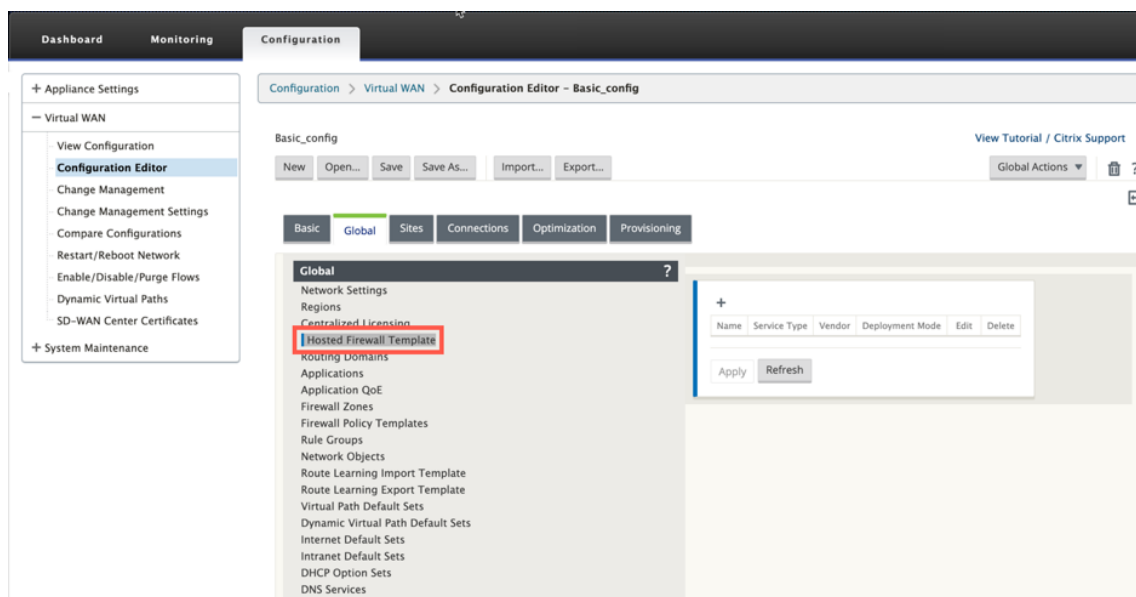 Dashboard Monitoring Configuration
+ Appliance Settings
− Virtual WAN
View Configuration
Configuration Editor
Change Management
Change Management Settings
Compare Configurations
Restart/Reboot Network
Enable/Disable/Purge Flows
Dynamic Virtual Paths
SD-WAN Center Certificates
+ System Maintenance
Configuration > Virtual WAN > Configuration Editor – Basic_config
Basic_config
View Tutorial / Citrix Support
New Open... Save Save As... Import... Export... Global Actions ?
Basic Global Sites Connections Optimization Provisioning
Global ?
Network Settings
Regions
Centralized Licensing
Hosted Firewall Template
Routing Domains
Applications
Application QoE
Firewall Zones
Firewall Policy Templates
Rule Groups
Network Objects
Route Learning Import Template
Route Learning Export Template
Virtual Path Default Sets
Dynamic Virtual Path Default Sets
Internet Default Sets
Intranet Default Sets
DHCP Option Sets
DNS Services
+
Name Service Type Vendor Deployment Mode Edit Delete
Apply Refresh